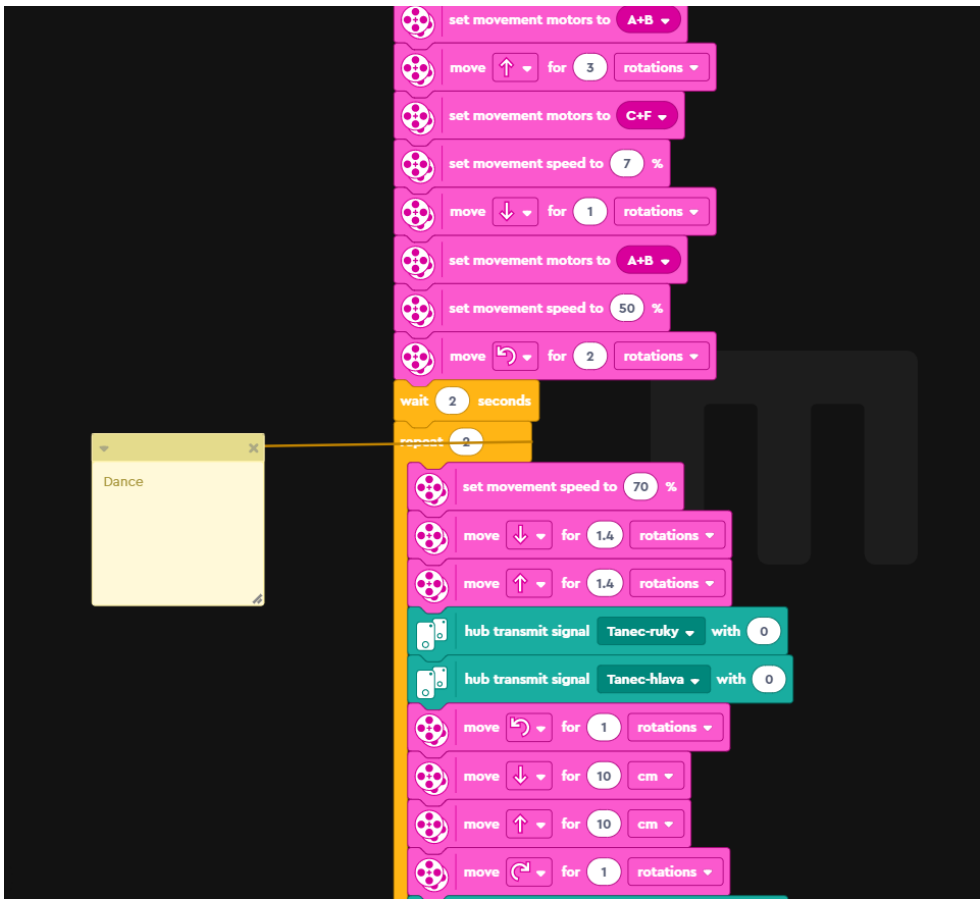 set movement motors to A+B
move for 3 rotations
set movement motors to C+F
set movement speed to 7 %
move for 1 rotations
set movement motors to A+B
set movement speed to 50 %
move for 2 rotations
wait 2 seconds
repeat 2
Dance
set movement speed to 70 %
move for 1.4 rotations
move for 1.4 rotations
hub transmit signal Tanec-ruky with 0
hub transmit signal Tanec-hlava with 0
move for 1 rotations
move for 10 cm
move for 10 cm
move for 1 rotations